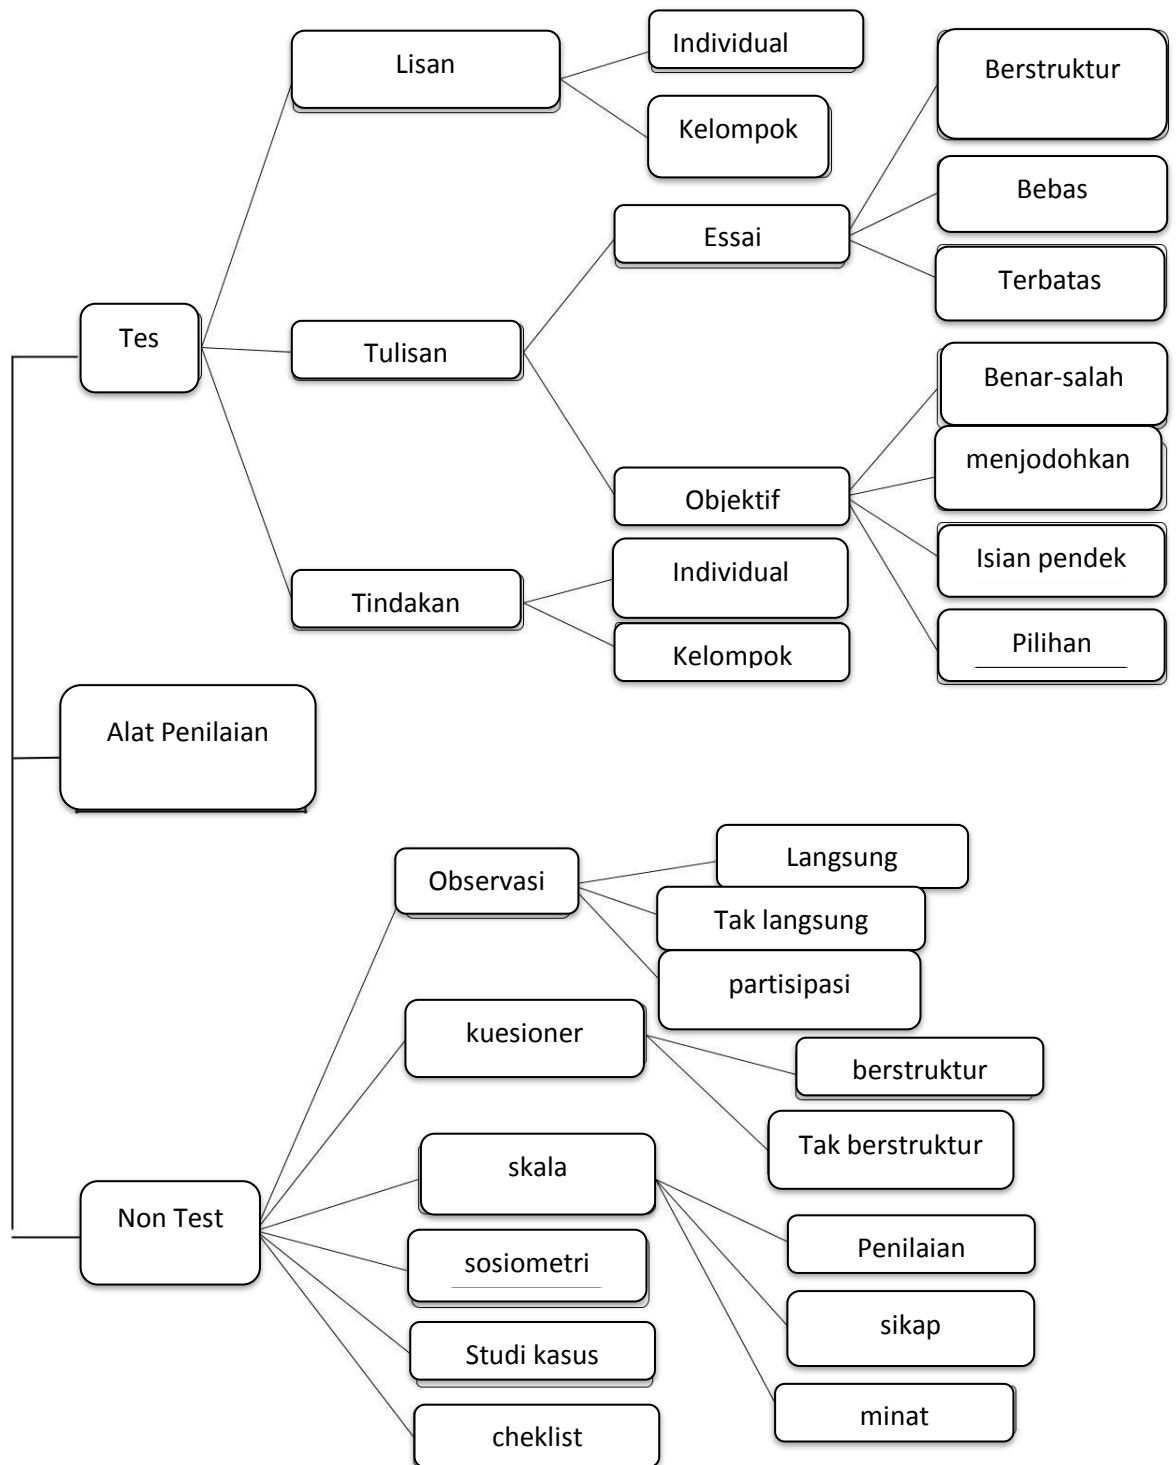 Lisan
Individual
Kelompok
Berstruktur
Bebas
Essai
Terbatas
Tes
Tulisan
Benar-salah
menjodohkan
Objektif
Isian pendek
Individual
Tindakan
Kelompok
Pilihan
Alat Penilaian
Observasi
Langsung
Tak langsung
partisipasi
kuesioner
berstruktur
Tak berstruktur
skala
Non Test
Penilaian
sosiometri
sikap
Studi kasus
minat
cheklist